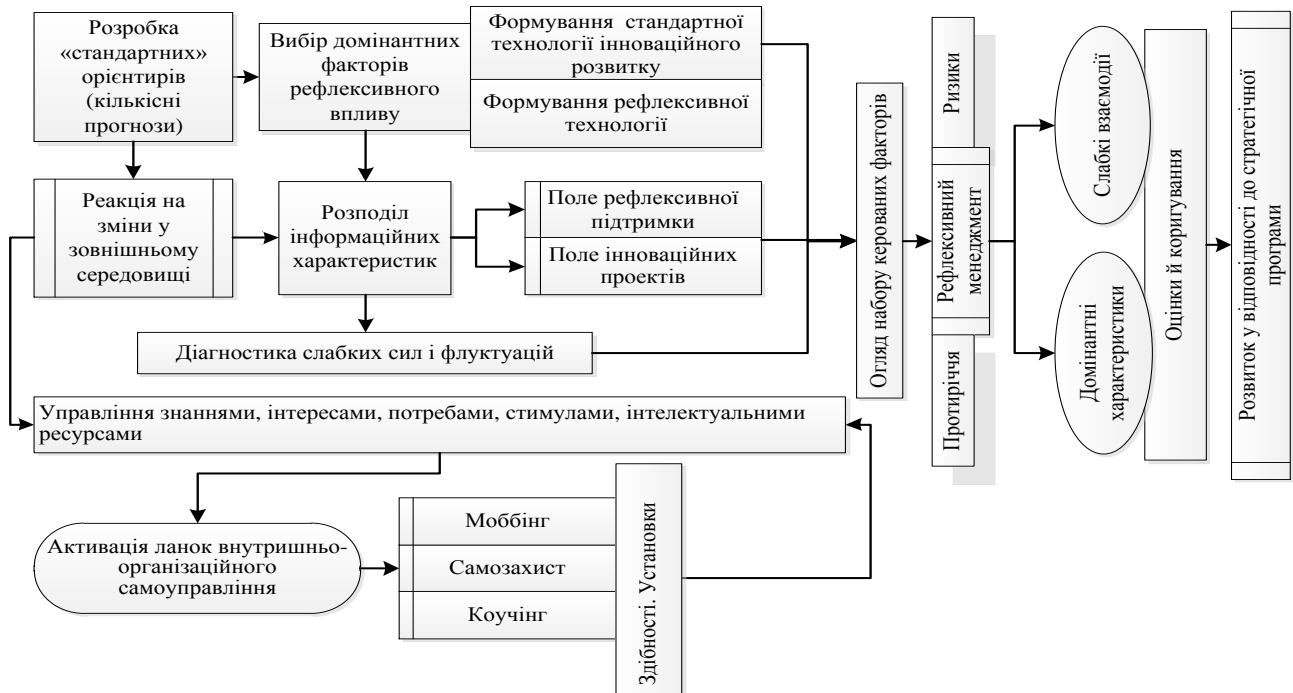 Розробка
«стандартних»
орієнтирів
(кількісні
прогнози)
Вибір домінантних
факторів
рефлексивного
впливу
Формування стандартної
технології інноваційного
розвитку
Формування рефлексивної
технології
Реакція на
зміни у
зовнішньому
середовищі
Розподіл
інформаційних
характеристик
Поле рефлексивної
підтримки
Поле інноваційних
проектів
Діагностика слабких сил і флуктуацій
Управління знаннями, інтересами, потребами, стимулами, інтелектуальними
ресурсами
Активація ланок внутришньо-
організаційного
самоуправління
Моббінг
Самозахист
Коучінг
Здібності. Установки
Огляд набору керованих факторів
Ризики
Рефлексивний
менеджмент
Протиріччя
Слабкі взаємодії
Домінантні
характеристики
Оцінки й коригування
Розвиток у відповідності до стратегічної
програми